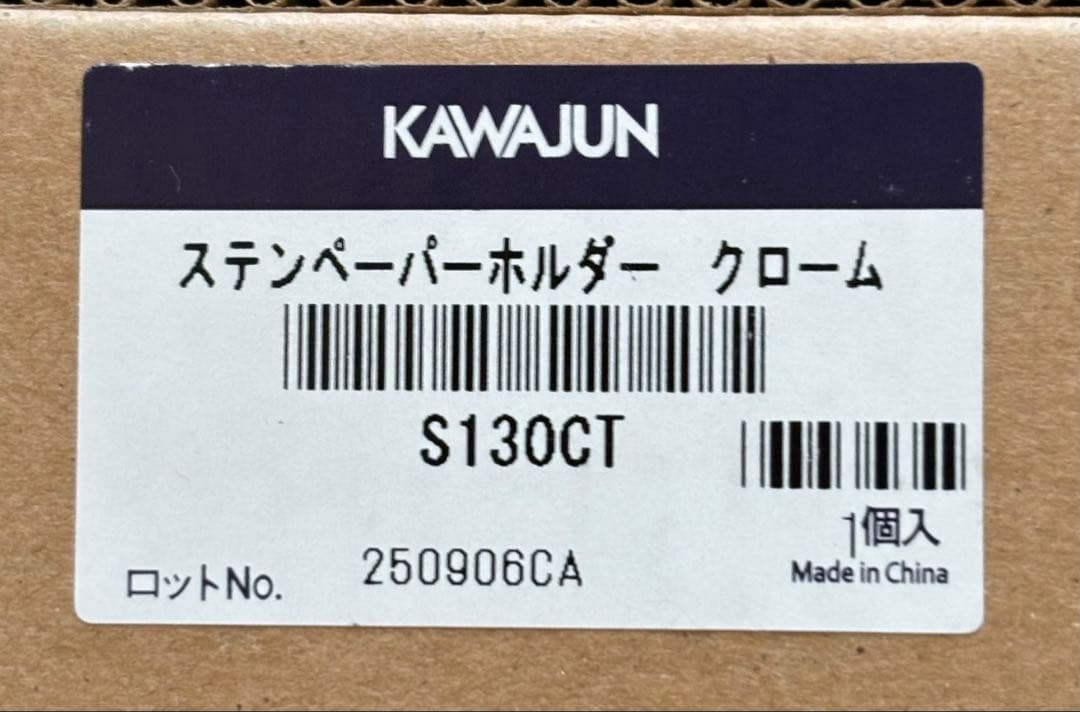 KAWAJUN
ステンペーパーホルダー　クローム
S130CT
1個入
ロットNo. 250906CA
Made in China